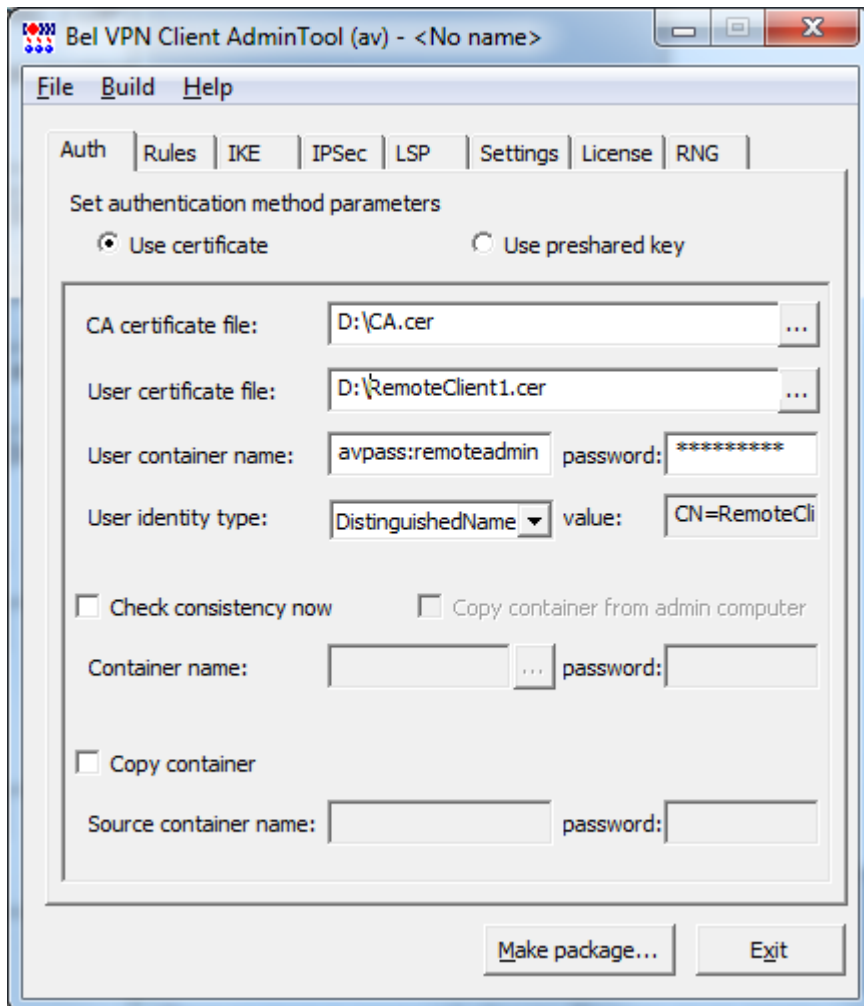 Bel VPN Client AdminTool (av) - <No name>
File Build Help
Auth Rules IKE IPSec LSP Settings License RNG
Set authentication method parameters
Use certificate Use preshared key
CA certificate file: D:\CA.cer ...
User certificate file: D:\RemoteClient1.cer ...
User container name: avpass:remoteadmin password: *********
User identity type: DistinguishedName value: CN=RemoteCli
Check consistency now Copy container from admin computer
Container name: ... password:
Copy container
Source container name: password:
Make package... Exit